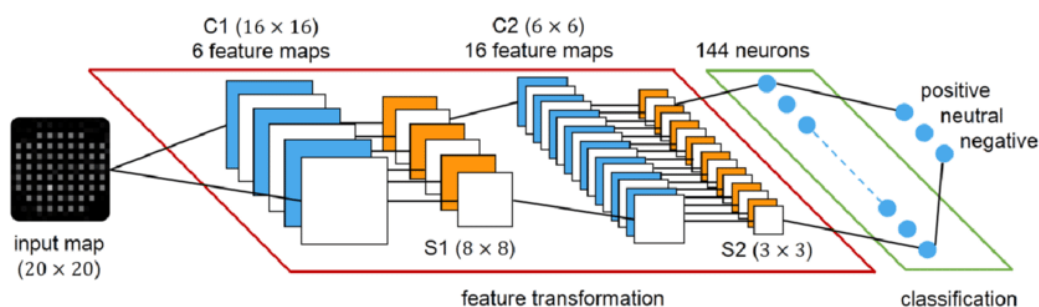 C1 (16 × 16)
6 feature maps
C2 (6 × 6)
16 feature maps
144 neurons
positive
neutral
negative
input map
(20 × 20)
S1 (8 × 8)
S2 (3 × 3)
feature transformation
classification